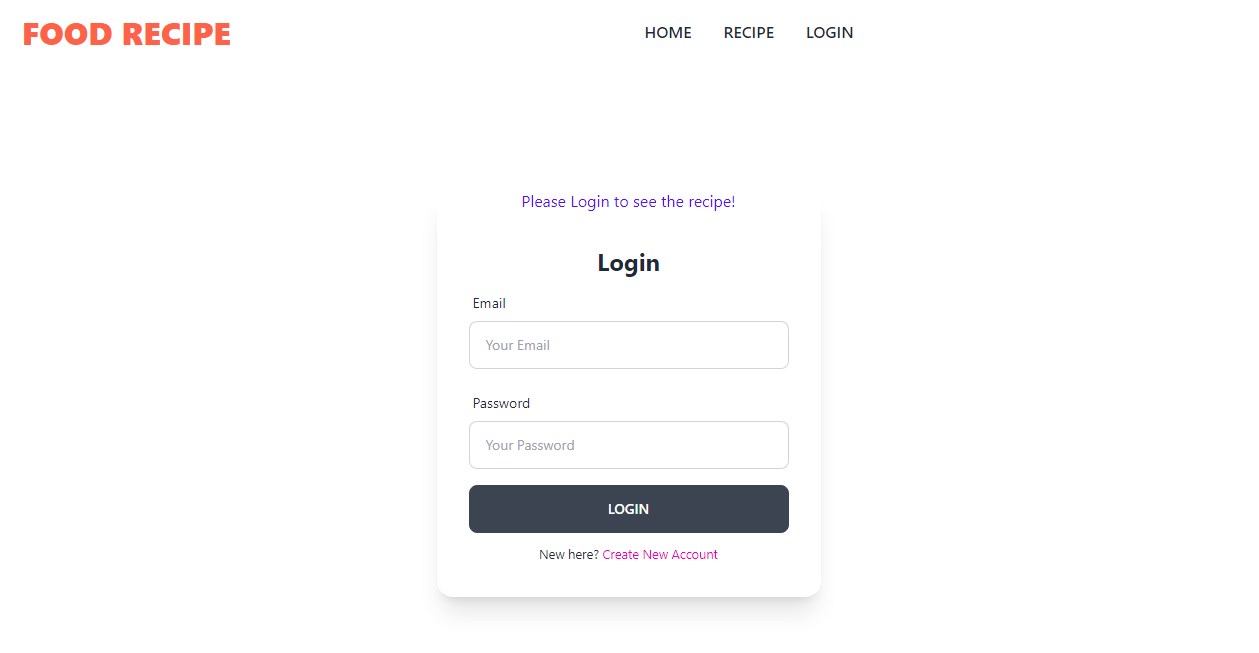 FOOD RECIPE
HOME RECIPE LOGIN
Please Login to see the recipe!
Login
Email
Your Email
Password
Your Password
LOGIN
New here? Create New Account